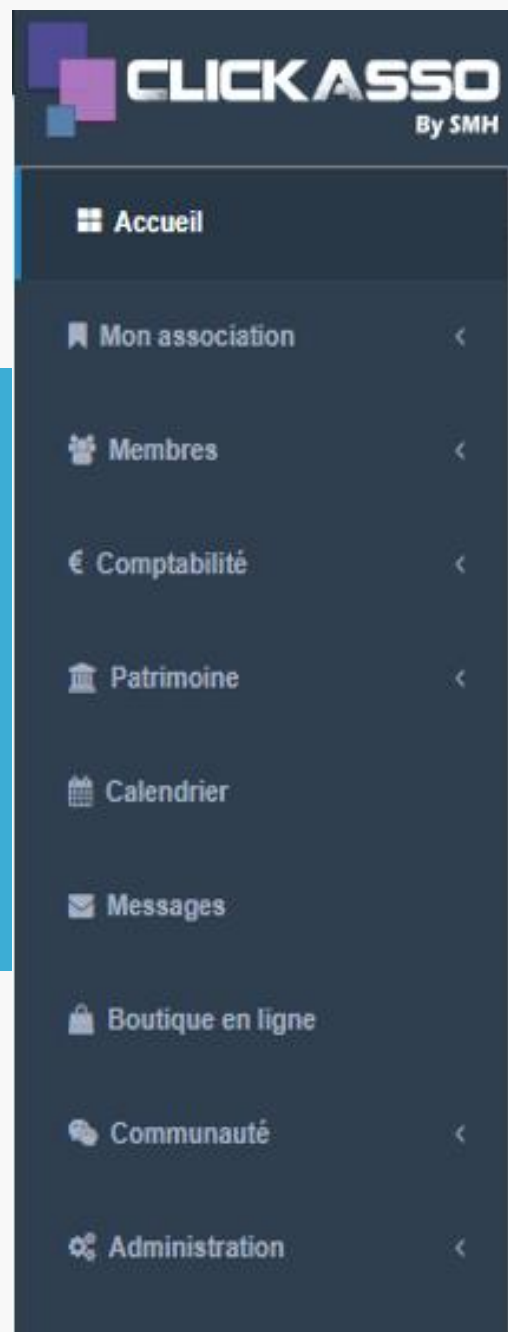 CLICKASSO
By SMH
Accueil
Mon association
Membres
€ Comptabilité
Patrimoine
Calendrier
Messages
Boutique en ligne
Communauté
Administration